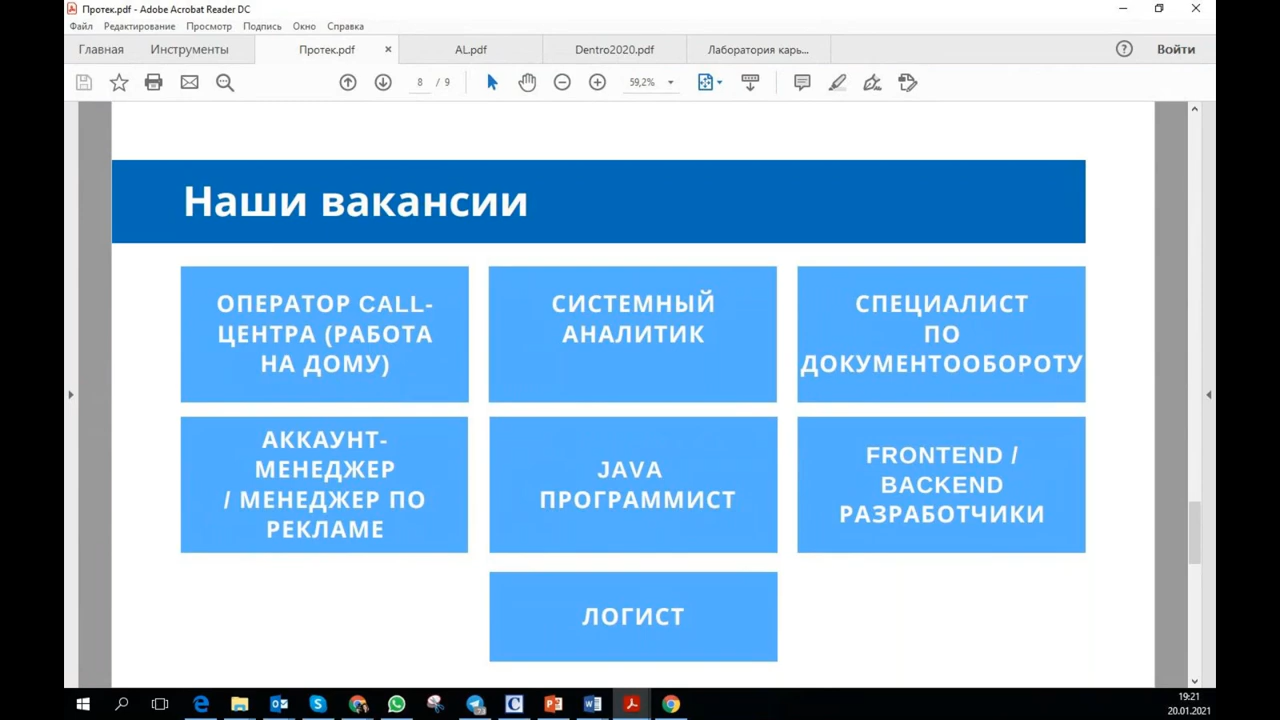 Протек.pdf - Adobe Acrobat Reader DC
Файл Редактирование Просмотр Подпись Окно Справка
Главная Инструменты Протек.pdf × AL.pdf Dentro2020.pdf Лаборатория карь... Войти
8 / 9 59,2%
Наши вакансии
ОПЕРАТОР CALL-
ЦЕНТРА (РАБОТА
НА ДОМУ)
СИСТЕМНЫЙ
АНАЛИТИК
СПЕЦИАЛИСТ
ПО
ДОКУМЕНТООБОРОТУ
АККАУНТ-
МЕНЕДЖЕР
/ МЕНЕДЖЕР ПО
РЕКЛАМЕ
JAVA
ПРОГРАММИСТ
FRONTEND /
BACKEND
РАЗРАБОТЧИКИ
ЛОГИСТ
19:21
20.01.2021